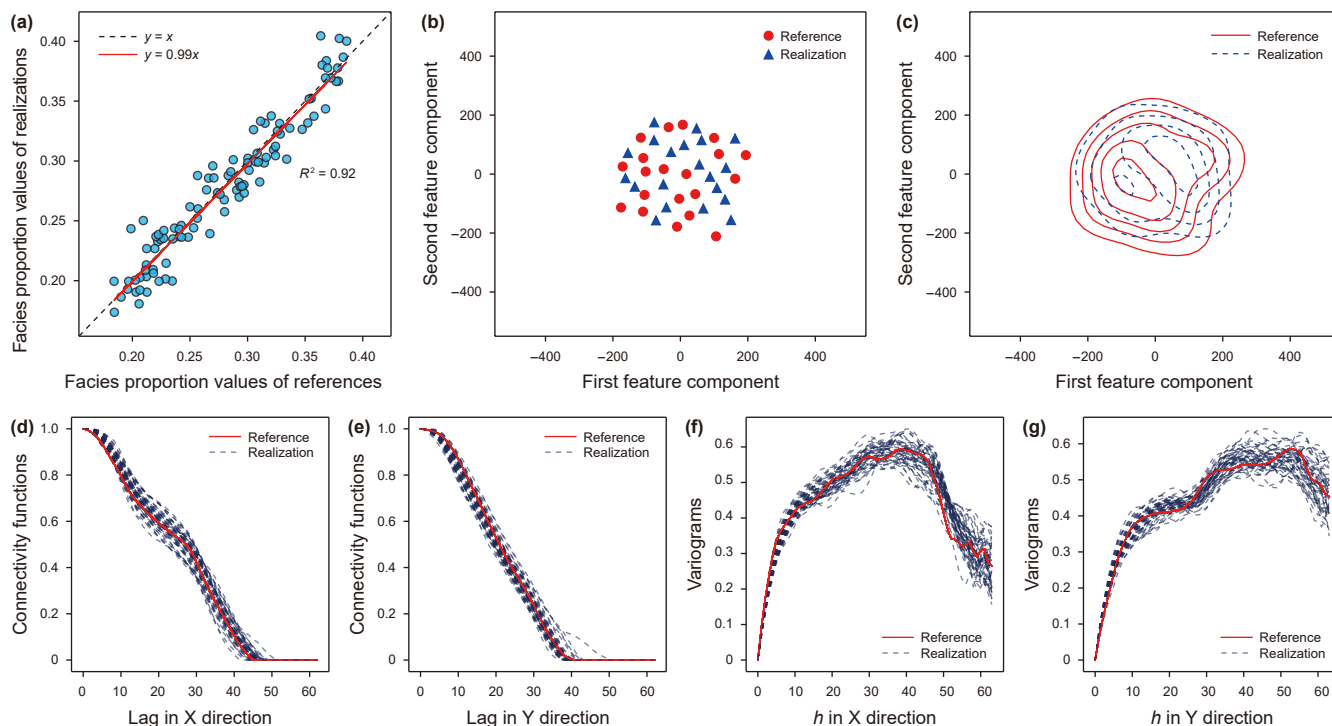 (a)
y = x
y = 0.99x
R² = 0.92
0.40
0.35
0.30
0.25
0.20
0.20
0.25
0.30
0.35
0.40
Facies proportion values of realizations
Facies proportion values of references
(b)
Reference
Realization
400
200
0
−200
−400
−400
−200
0
200
400
Second feature component
First feature component
(c)
Reference
Realization
400
200
0
−200
−400
−400
−200
0
200
400
Second feature component
First feature component
(d)
Reference
Realization
1.0
0.8
0.6
0.4
0.2
0
0
10
20
30
40
50
60
Connectivity functions
Lag in X direction
(e)
Reference
Realization
1.0
0.8
0.6
0.4
0.2
0
0
10
20
30
40
50
60
Connectivity functions
Lag in Y direction
(f)
0.6
0.5
0.4
0.3
0.2
0.1
0
Reference
Realization
0
10
20
30
40
50
60
Variograms
h in X direction
(g)
0.6
0.5
0.4
0.3
0.2
0.1
0
Reference
Realization
0
10
20
30
40
50
60
Variograms
h in Y direction